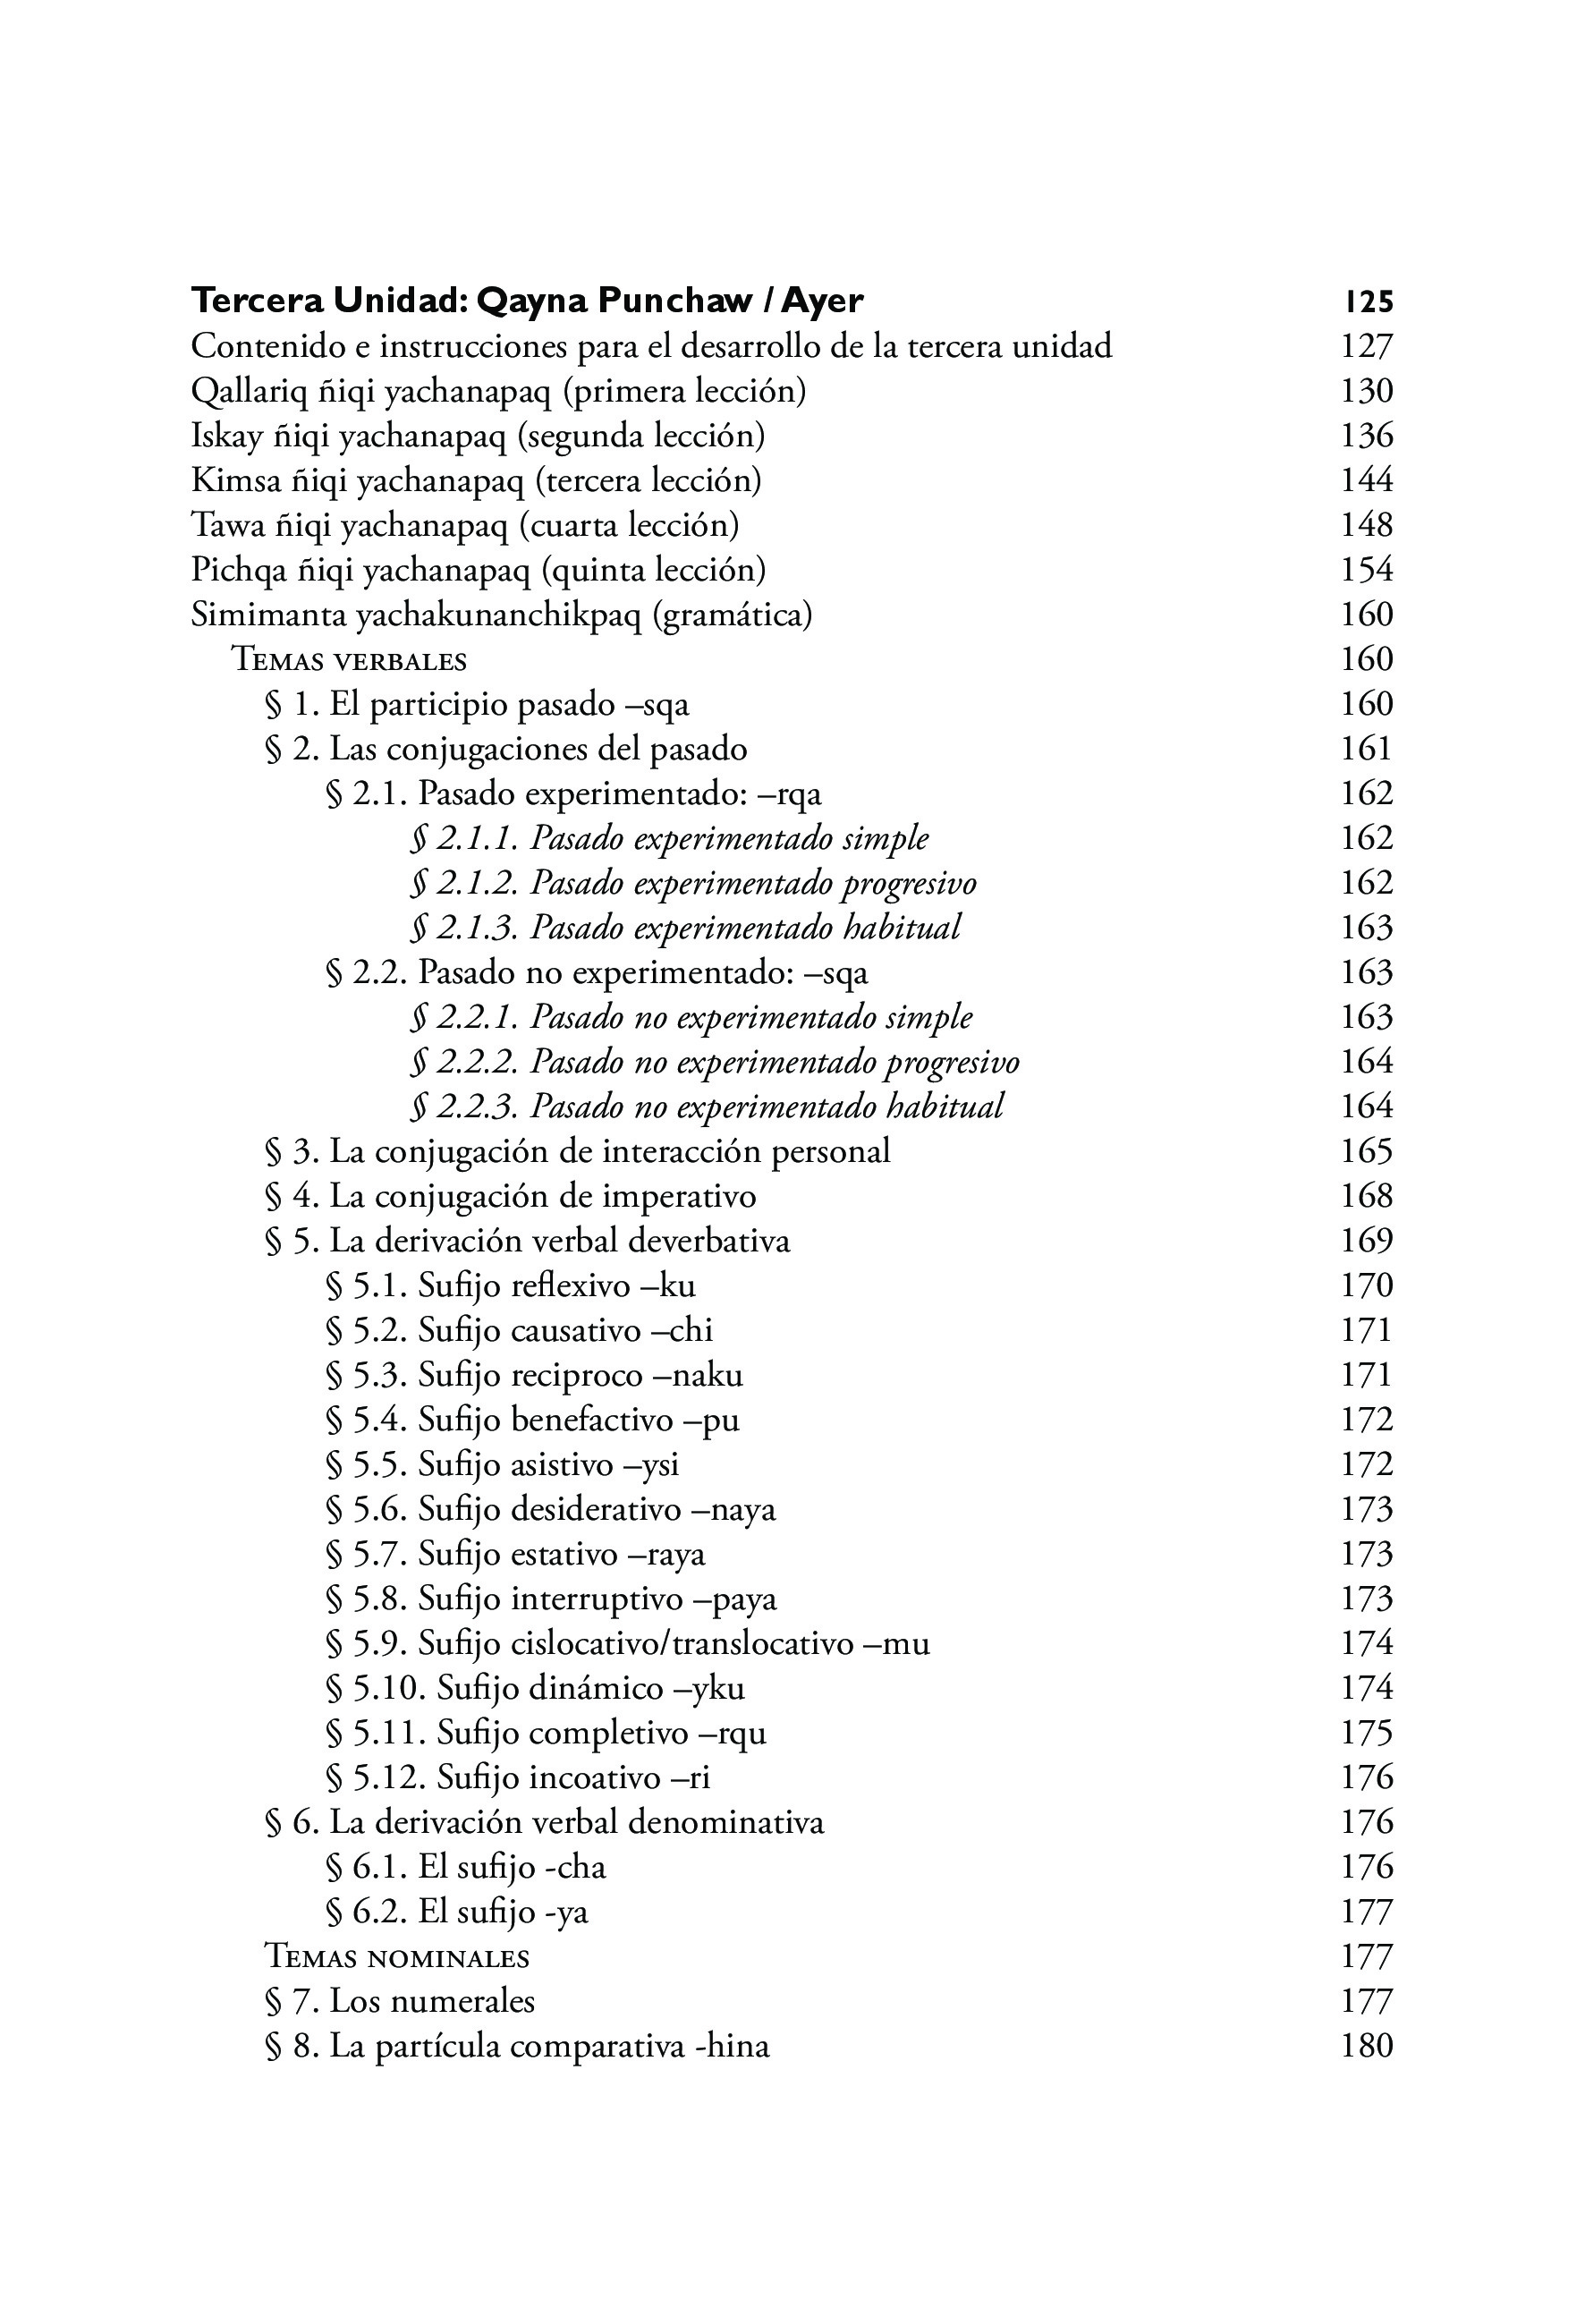 Tercera Unidad: Qayna Punchaw / Ayer 125
Contenido e instrucciones para el desarrollo de la tercera unidad 127
Qallariq ñiqi yachanapaq (primera lección) 130
Iskay ñiqi yachanapaq (segunda lección) 136
Kimsa ñiqi yachanapaq (tercera lección) 144
Tawa ñiqi yachanapaq (cuarta lección) 148
Pichqa ñiqi yachanapaq (quinta lección) 154
Simimanta yachakunanchikpaq (gramática) 160
Temas verbales 160
§ 1. El participio pasado –sqa 160
§ 2. Las conjugaciones del pasado 161
§ 2.1. Pasado experimentado: –rqa 162
§ 2.1.1. Pasado experimentado simple 162
§ 2.1.2. Pasado experimentado progresivo 162
§ 2.1.3. Pasado experimentado habitual 163
§ 2.2. Pasado no experimentado: –sqa 163
§ 2.2.1. Pasado no experimentado simple 163
§ 2.2.2. Pasado no experimentado progresivo 164
§ 2.2.3. Pasado no experimentado habitual 164
§ 3. La conjugación de interacción personal 165
§ 4. La conjugación de imperativo 168
§ 5. La derivación verbal deverbativa 169
§ 5.1. Sufijo reflexivo –ku 170
§ 5.2. Sufijo causativo –chi 171
§ 5.3. Sufijo reciproco –naku 171
§ 5.4. Sufijo benefactivo –pu 172
§ 5.5. Sufijo asistivo –ysi 172
§ 5.6. Sufijo desiderativo –naya 173
§ 5.7. Sufijo estativo –raya 173
§ 5.8. Sufijo interruptivo –paya 173
§ 5.9. Sufijo cislocativo/translocativo –mu 174
§ 5.10. Sufijo dinámico –yku 174
§ 5.11. Sufijo completivo –rqu 175
§ 5.12. Sufijo incoativo –ri 176
§ 6. La derivación verbal denominativa 176
§ 6.1. El sufijo -cha 176
§ 6.2. El sufijo -ya 177
Temas nominales 177
§ 7. Los numerales 177
§ 8. La partícula comparativa -hina 180